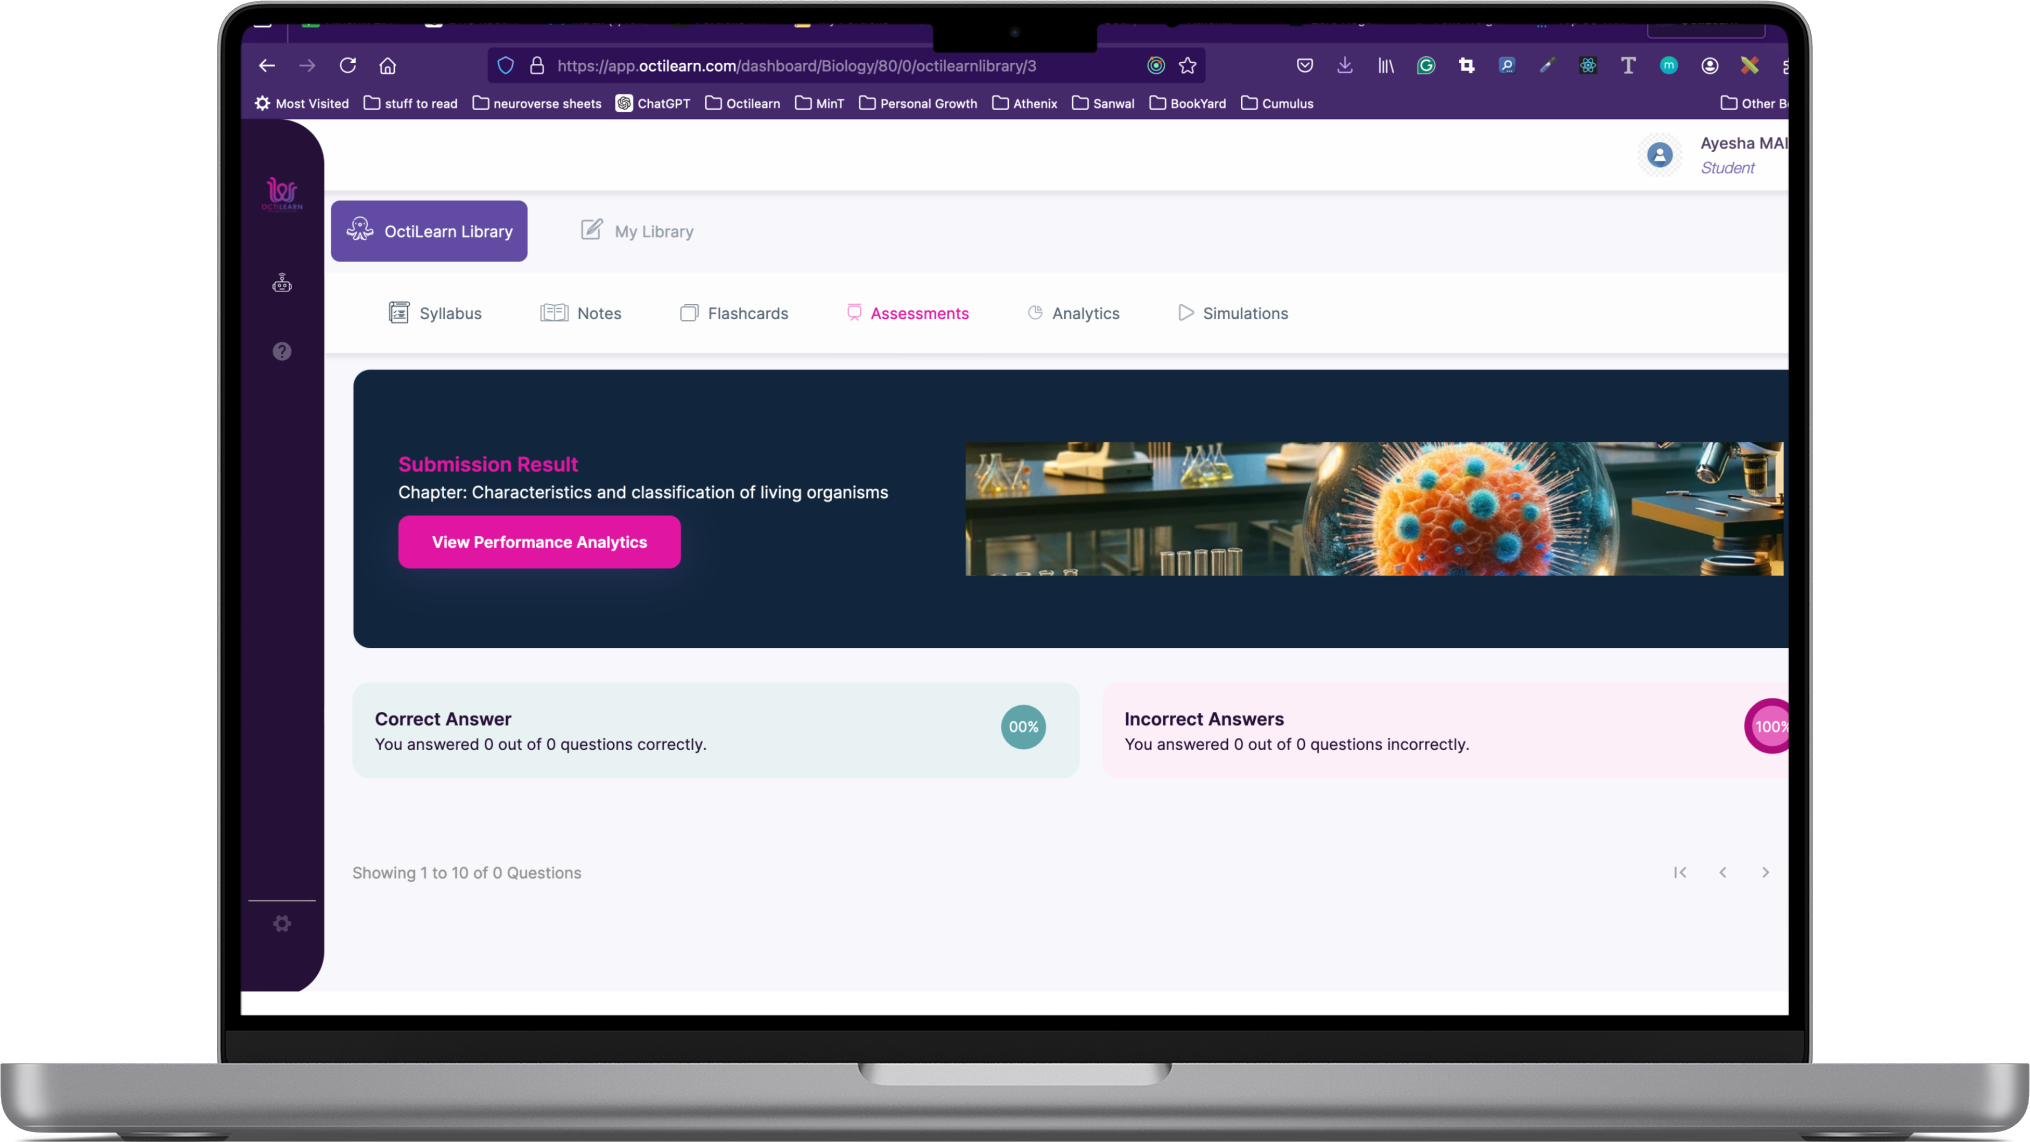 https://app.octilearn.com/dashboard/Biology/80/0/octilearnlibrary/3
Most Visited stuff to read neuroverse sheets ChatGPT Octilearn MinT Personal Growth Athenix Sanwal BookYard Cumulus Other B
Ayesha MAI
Student
OCTILEARN
OctiLearn Library My Library
Syllabus Notes Flashcards Assessments Analytics Simulations
Submission Result
Chapter: Characteristics and classification of living organisms
View Performance Analytics
Correct Answer
You answered 0 out of 0 questions correctly.
00%
Incorrect Answers
You answered 0 out of 0 questions incorrectly.
100%
Showing 1 to 10 of 0 Questions